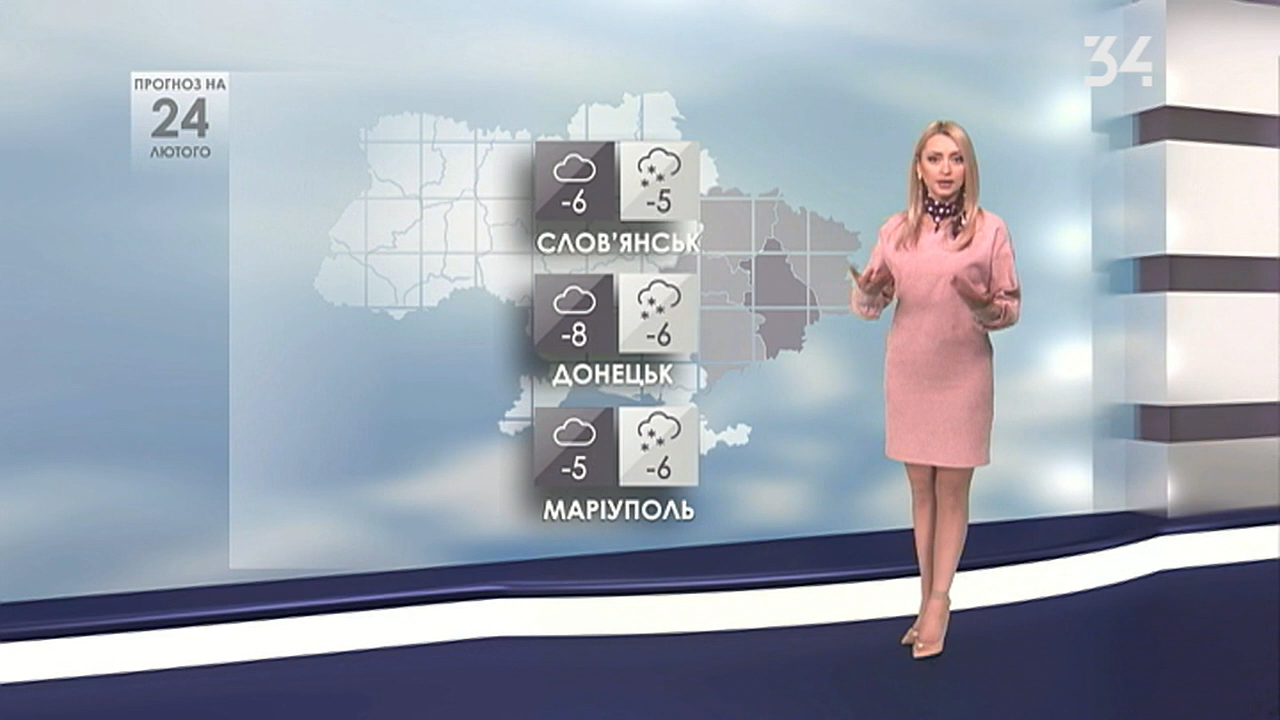 34
ПРОГНОЗ НА
24
ЛЮТОГО
-6 -5
СЛОВ'ЯНСЬК
-8 -6
ДОНЕЦЬК
-5 -6
МАРІУПОЛЬ